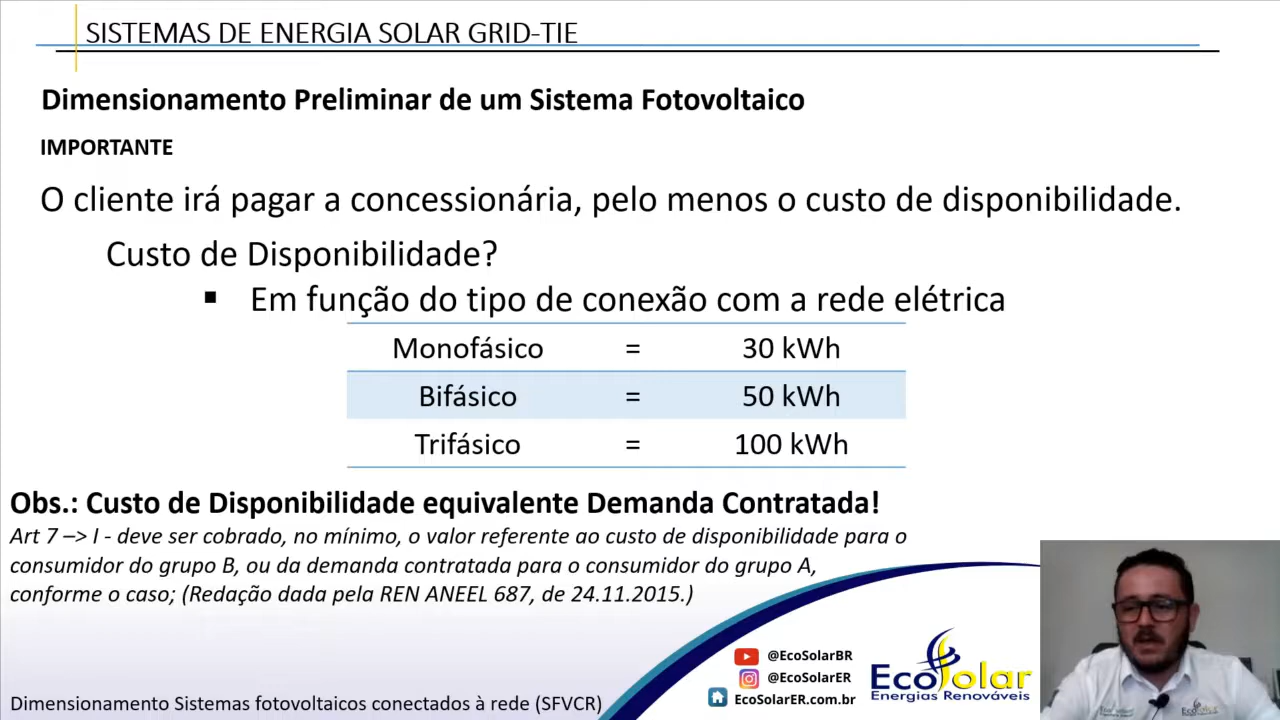 SISTEMAS DE ENERGIA SOLAR GRID-TIE
Dimensionamento Preliminar de um Sistema Fotovoltaico
IMPORTANTE
O cliente irá pagar a concessionária, pelo menos o custo de disponibilidade.
Custo de Disponibilidade?
▪ Em função do tipo de conexão com a rede elétrica
Monofásico = 30 kWh
Bifásico = 50 kWh
Trifásico = 100 kWh
Obs.: Custo de Disponibilidade equivalente Demanda Contratada!
Art 7 –> I - deve ser cobrado, no mínimo, o valor referente ao custo de disponibilidade para o
consumidor do grupo B, ou da demanda contratada para o consumidor do grupo A,
conforme o caso; (Redação dada pela REN ANEEL 687, de 24.11.2015.)
@EcoSolarBR
@EcoSolarER
EcoSolarER.com.br
EcoSolar
Energias Renováveis
Dimensionamento Sistemas fotovoltaicos conectados à rede (SFVCR)